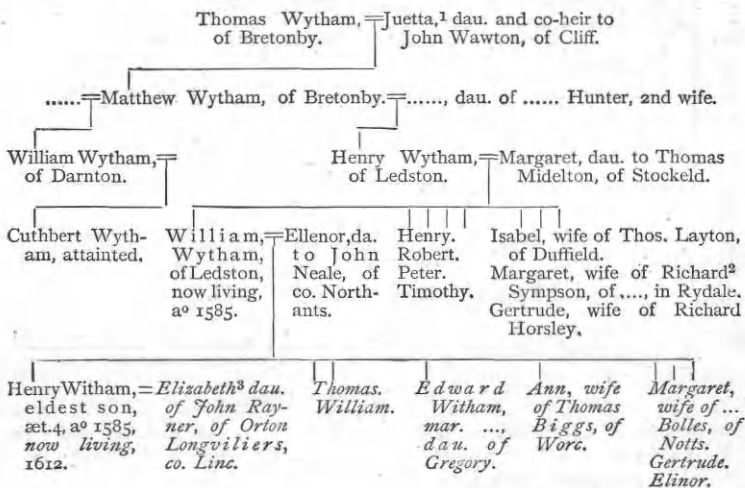 Thomas Wytham,=Juetta,¹ dau. and co-heir to
of Bretonby. John Wawton, of Cliff.
......=Matthew Wytham, of Bretonby.=......, dau. of ...... Hunter, 2nd wife.
William Wytham,=
of Darnton.
Henry Wytham,=Margaret, dau. to Thomas
of Ledston. Midelton, of Stockeld.
Cuthbert Wyt-
ham, attainted.
William,=
Wytham,
of Ledston,
now living,
aº 1585.
Ellenor, da.
to John
Neale, of
co. North-
ants.
Henry.
Robert.
Peter.
Timothy.
Isabel, wife of Thos. Layton,
of Duffield.
Margaret, wife of Richard²
Sympson, of ...., in Rydale.
Gertrude, wife of Richard
Horsley.
Henry Witham,=
eldest son,
æt. 4, aº 1585,
now living,
1612.
Elizabeth³ dau.
of John Ray-
ner, of Orton
Longviliers,
co. Linc.
Thomas.
William.
Edward
Witham,
mar. ...,
dau. of
Gregory.
Ann, wife
of Thomas
Biggs, of
Worc.
Margaret,
wife of ...
Bolles, of
Notts.
Gertrude.
Elinor.